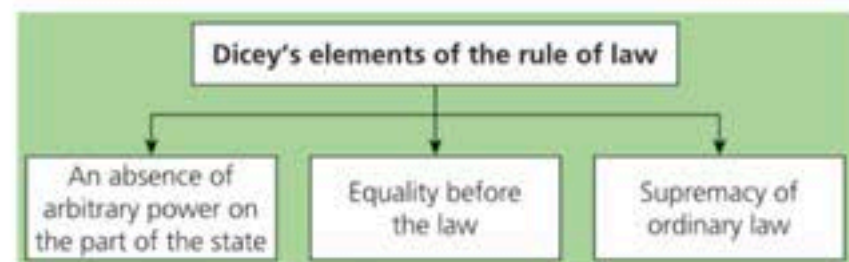 Dicey's elements of the rule of law
An absence of
arbitrary power on
the part of the state
Equality before
the law
Supremacy of
ordinary law